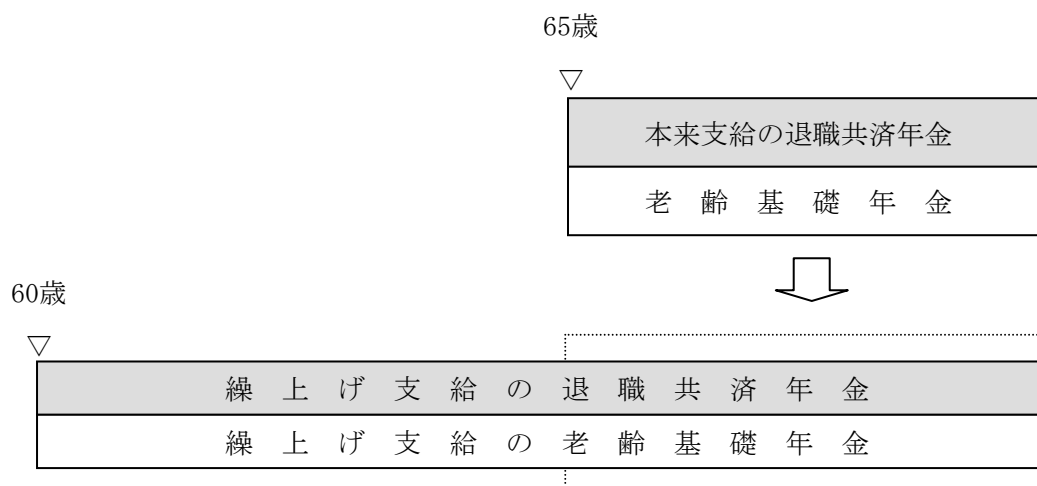 65歳
▽
本来支給の退職共済年金
老齢基礎年金
60歳
▽
繰上げ支給の退職共済年金
繰上げ支給の老齢基礎年金